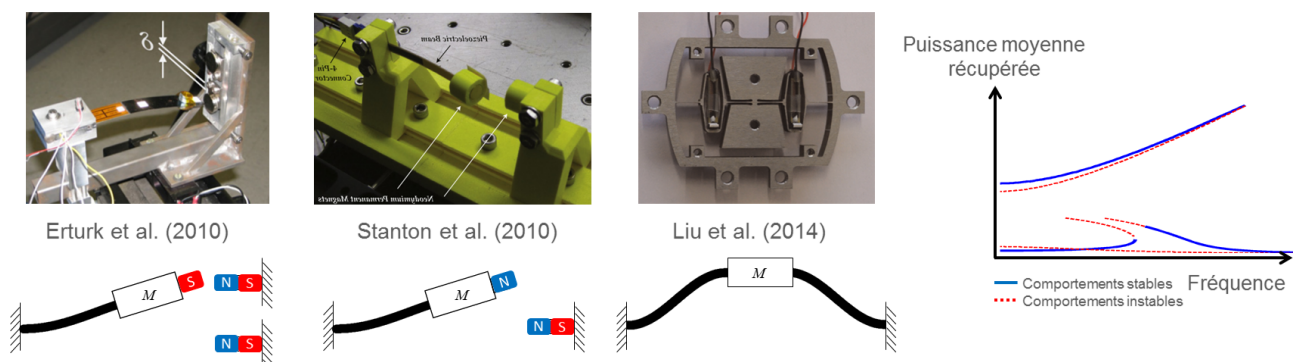 δ
Piezoelectric Beam
4-Pin
Connector
Neodymium Permanent Magnets
Erturk et al. (2010)
Stanton et al. (2010)
Liu et al. (2014)
M
S
N S
N S
M
N
N S
M
Puissance moyenne
récupérée
Comportements stables
Comportements instables
Fréquence